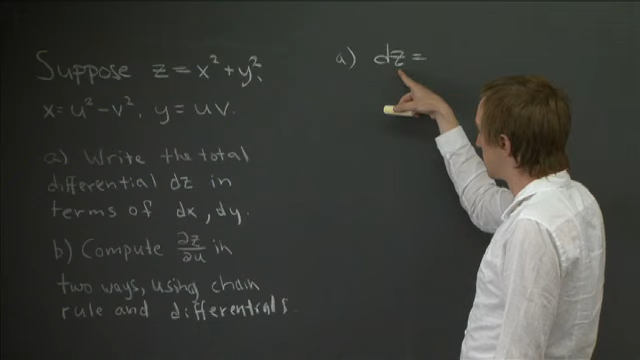 Suppose z = x² + y²,
x = u² - v², y = uv.
a) Write the total
differential dz in
terms of dx, dy.
b) Compute ∂z/∂u in
two ways, using chain
rule and differentials.
a) dz =